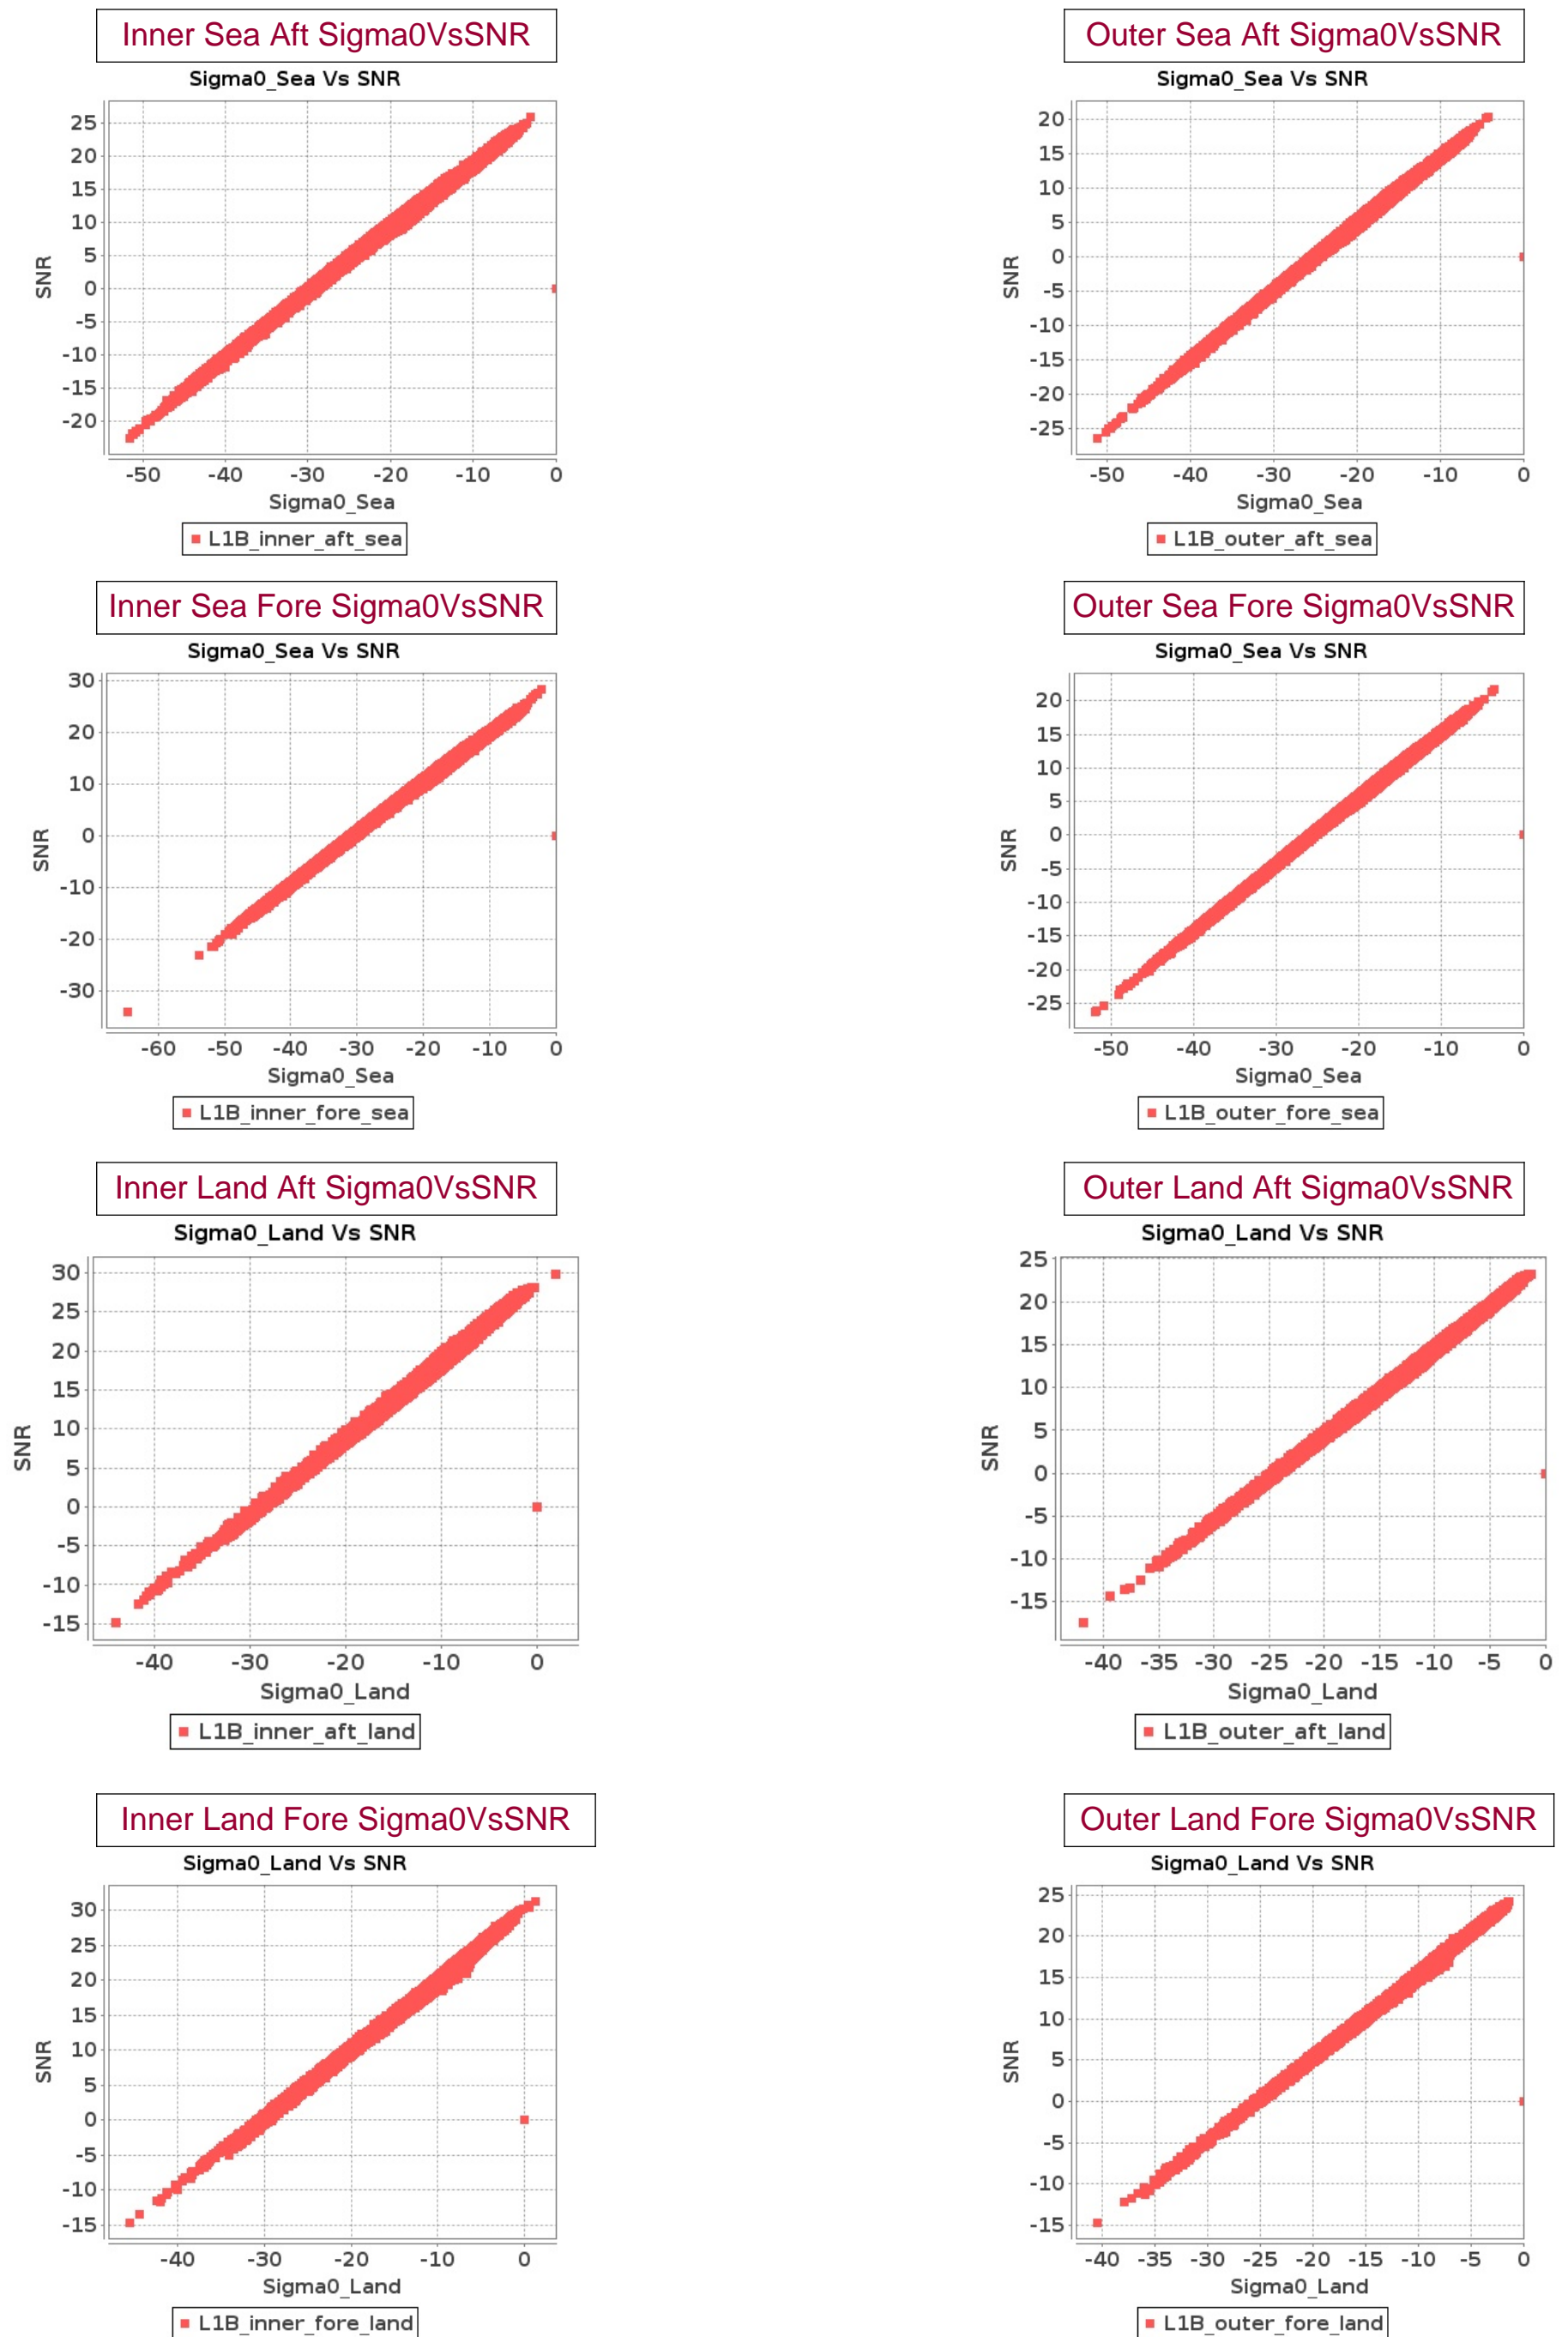 Inner Sea Aft Sigma0VsSNR
Sigma0_Sea Vs SNR
25
20
15
10
5
0
-5
-10
-15
-20
SNR
-50 -40 -30 -20 -10 0
Sigma0_Sea
L1B_inner_aft_sea
Outer Sea Aft Sigma0VsSNR
Sigma0_Sea Vs SNR
20
15
10
5
0
-5
-10
-15
-20
-25
SNR
-50 -40 -30 -20 -10 0
Sigma0_Sea
L1B_outer_aft_sea
Inner Sea Fore Sigma0VsSNR
Sigma0_Sea Vs SNR
30
20
10
0
-10
-20
-30
SNR
-60 -50 -40 -30 -20 -10 0
Sigma0_Sea
L1B_inner_fore_sea
Outer Sea Fore Sigma0VsSNR
Sigma0_Sea Vs SNR
20
15
10
5
0
-5
-10
-15
-20
-25
SNR
-50 -40 -30 -20 -10 0
Sigma0_Sea
L1B_outer_fore_sea
Inner Land Aft Sigma0VsSNR
Sigma0_Land Vs SNR
30
25
20
15
10
5
0
-5
-10
-15
SNR
-40 -30 -20 -10 0
Sigma0_Land
L1B_inner_aft_land
Outer Land Aft Sigma0VsSNR
Sigma0_Land Vs SNR
25
20
15
10
5
0
-5
-10
-15
SNR
-40 -35 -30 -25 -20 -15 -10 -5 0
Sigma0_Land
L1B_outer_aft_land
Inner Land Fore Sigma0VsSNR
Sigma0_Land Vs SNR
30
25
20
15
10
5
0
-5
-10
-15
SNR
-40 -30 -20 -10 0
Sigma0_Land
L1B_inner_fore_land
Outer Land Fore Sigma0VsSNR
Sigma0_Land Vs SNR
25
20
15
10
5
0
-5
-10
-15
SNR
-40 -35 -30 -25 -20 -15 -10 -5 0
Sigma0_Land
L1B_outer_fore_land